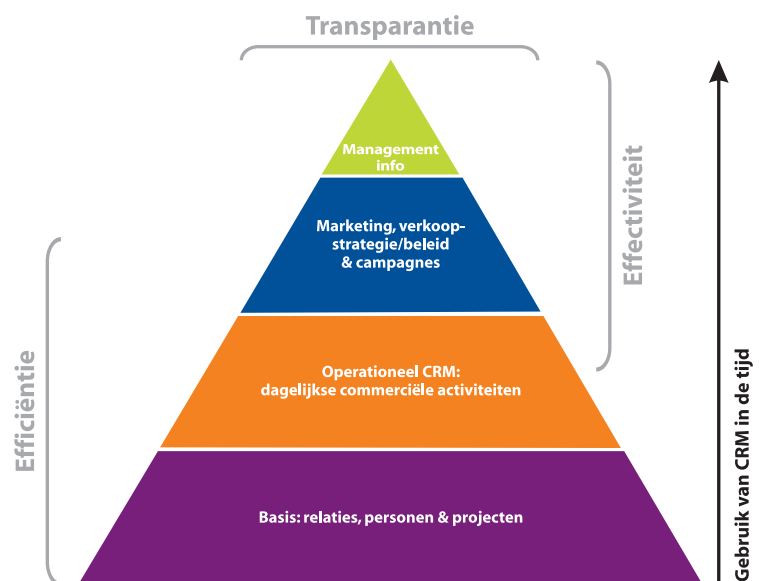 Transparantie
Management
info
Marketing, verkoop-
strategie/beleid
& campagnes
Effectiviteit
Operationeel CRM:
dagelijkse commerciële activiteiten
Efficiëntie
Basis: relaties, personen & projecten
Gebruik van CRM in de tijd